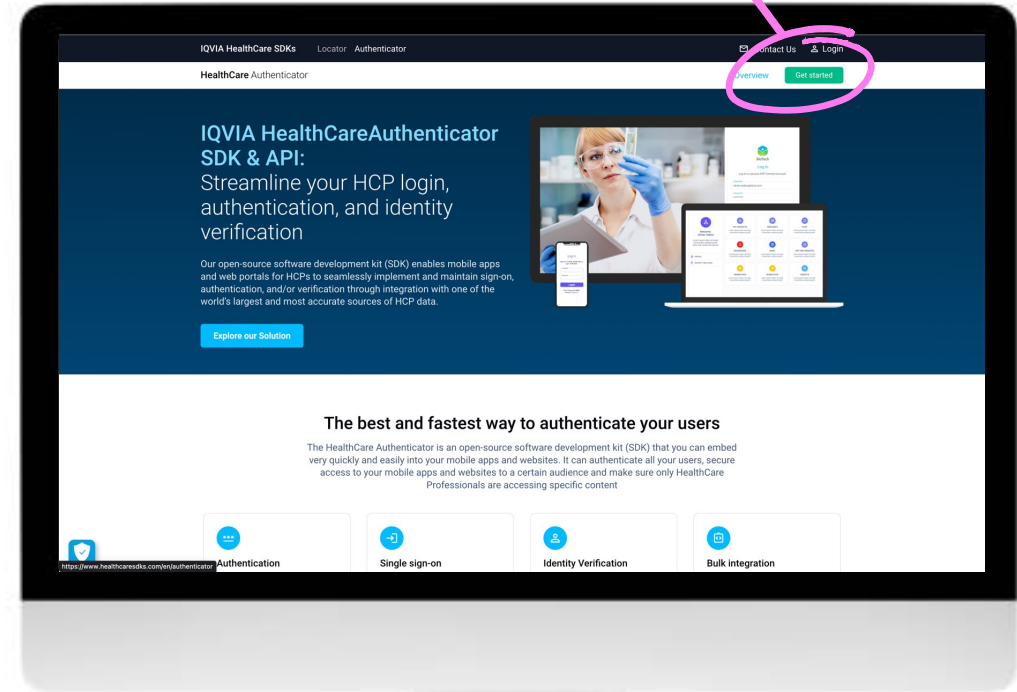 IQVIA HealthCare SDKs Locator Authenticator Contact Us Login
HealthCare Authenticator Overview Get started
IQVIA HealthCareAuthenticator
SDK & API:
Streamline your HCP login,
authentication, and identity
verification
Our open-source software development kit (SDK) enables mobile apps
and web portals for HCPs to seamlessly implement and maintain sign-on,
authentication, and/or verification through integration with one of the
world's largest and most accurate sources of HCP data.
Explore our Solution
BioTech
Log In
Log In
The best and fastest way to authenticate your users
The HealthCare Authenticator is an open-source software development kit (SDK) that you can embed
very quickly and easily into your mobile apps and websites. It can authenticate all your users, secure
access to your mobile apps and websites to a certain audience and make sure only HealthCare
Professionals are accessing specific content
Authentication Single sign-on Identity Verification Bulk integration
https://www.healthcaresdks.com/en/authenticator